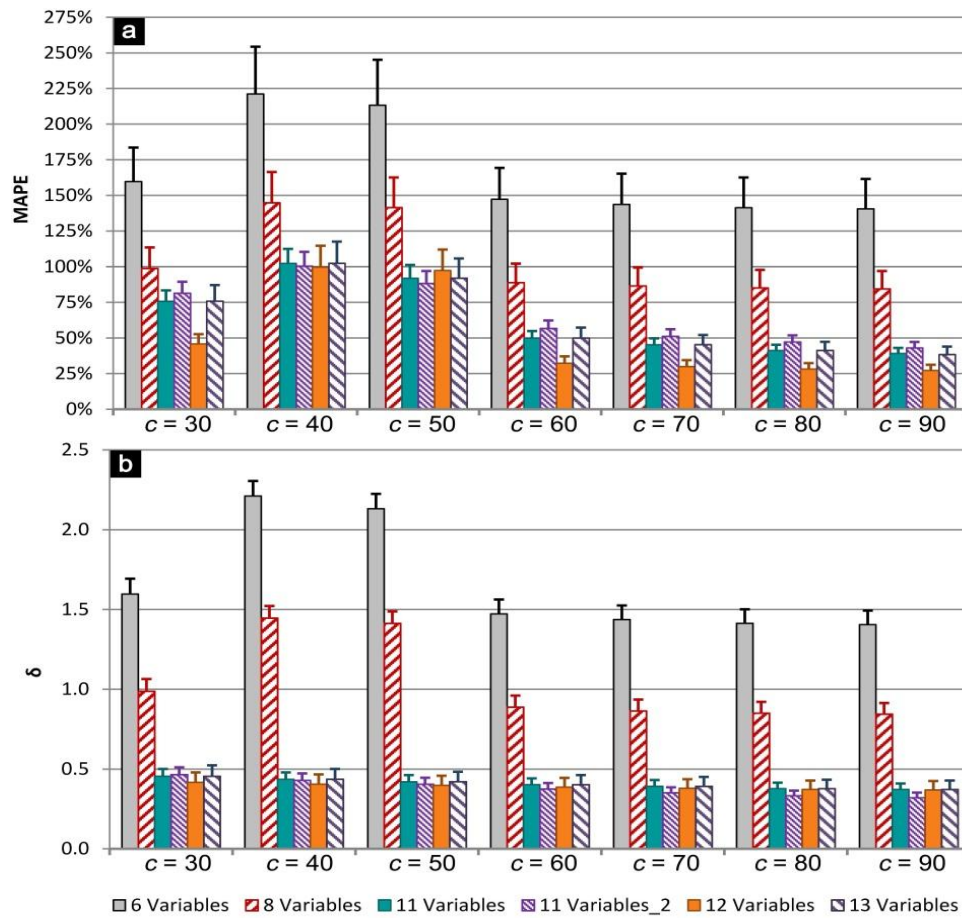 a
275%
250%
225%
200%
175%
150%
125%
100%
75%
50%
25%
0%
MAPE
c = 30 c = 40 c = 50 c = 60 c = 70 c = 80 c = 90
b
2.5
2.0
1.5
1.0
0.5
0.0
δ
c = 30 c = 40 c = 50 c = 60 c = 70 c = 80 c = 90
6 Variables 8 Variables 11 Variables 11 Variables_2 12 Variables 13 Variables